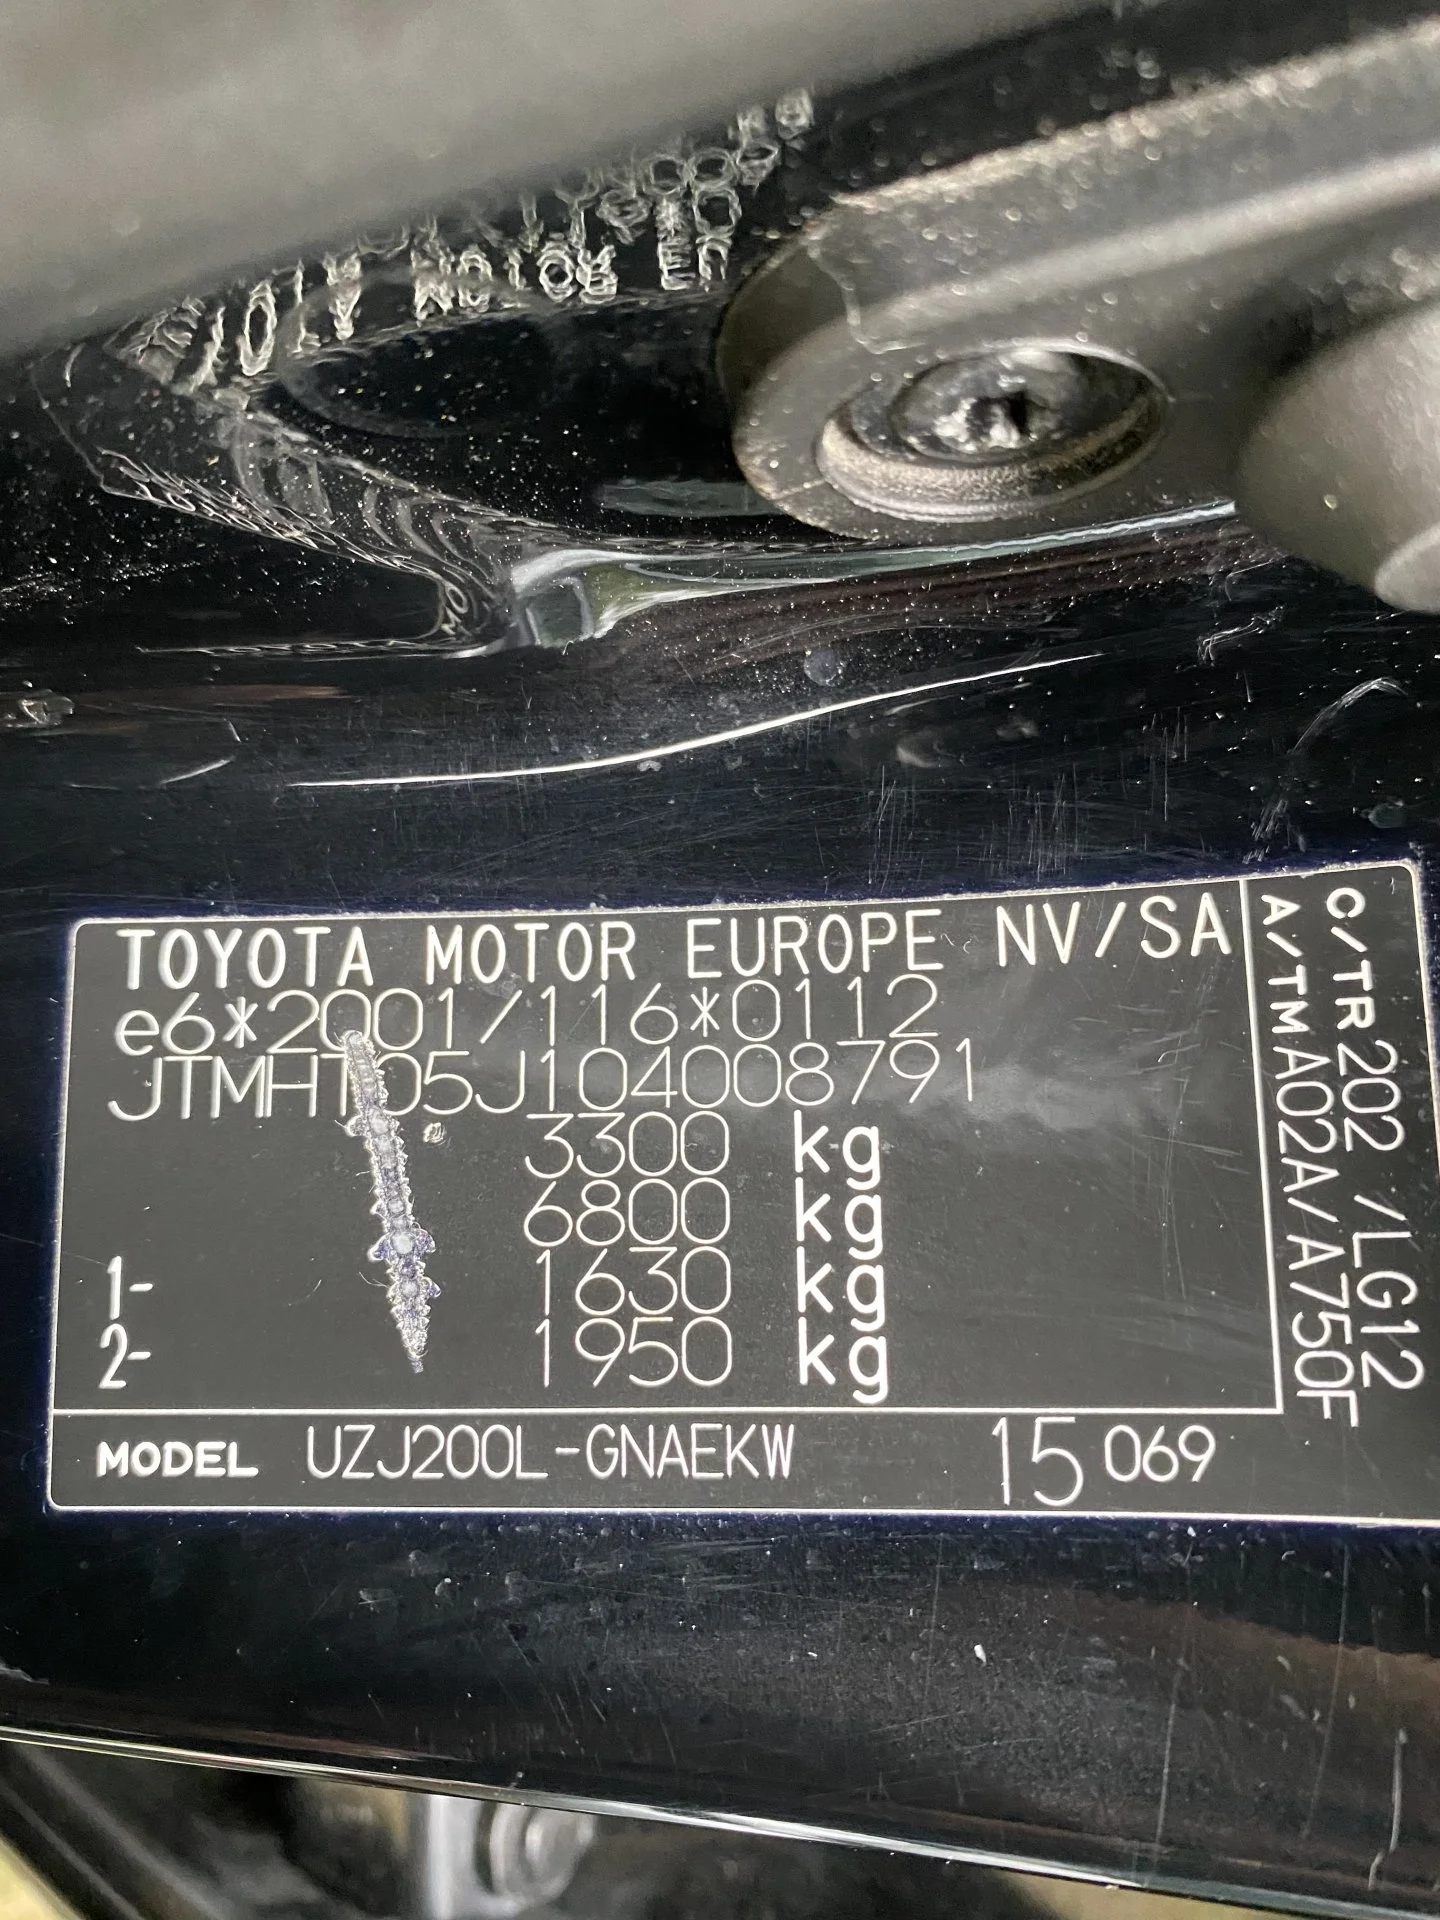 TOYOTA MOTOR EUROPE NV/SA
e6*2001/116*0112
JTMHT05J104008791
3300 kg
6800 kg
1- 1630 kg
2- 1950 kg
MODEL UZJ200L-GNAEKW 15 069
C/TR 202 /LG12
A/TM A02A/A750F